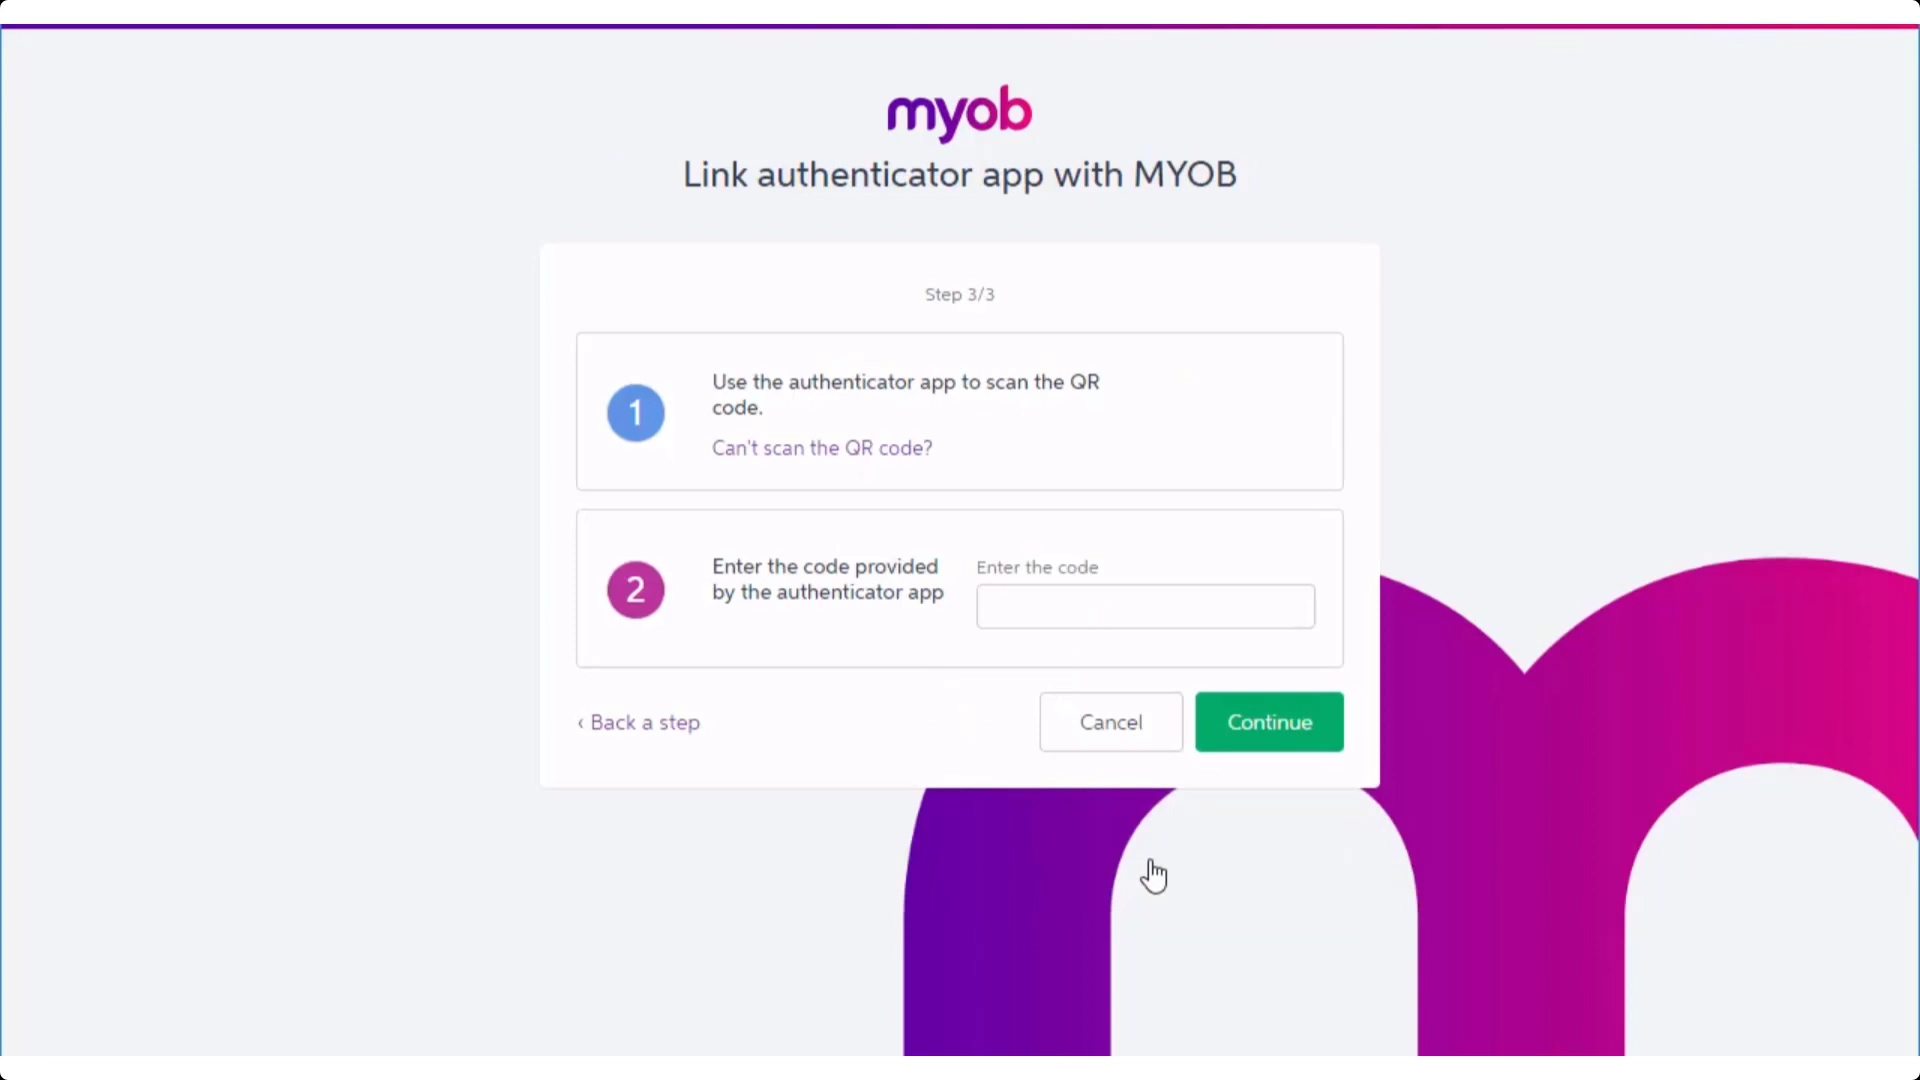 myob
Link authenticator app with MYOB
Step 3/3
1
Use the authenticator app to scan the QR
code.
Can't scan the QR code?
2
Enter the code provided
by the authenticator app
Enter the code
‹ Back a step
Cancel
Continue